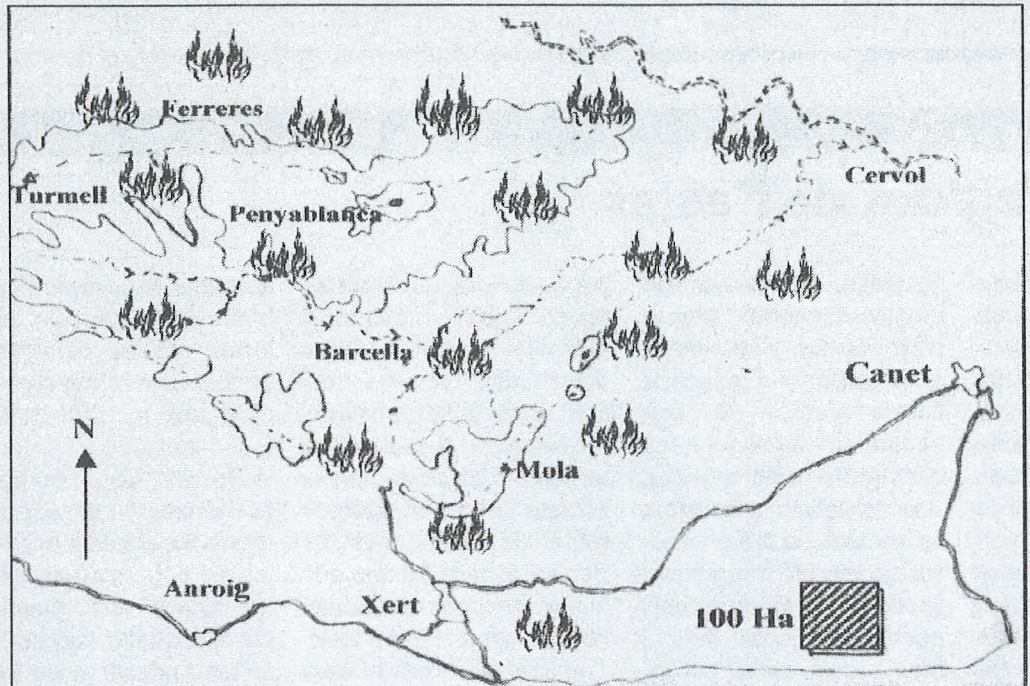 Ferreres
Turmell
Cervol
Penyablanca
Barcella
Canet
N
Mola
Anroig
Xert
100 Ha